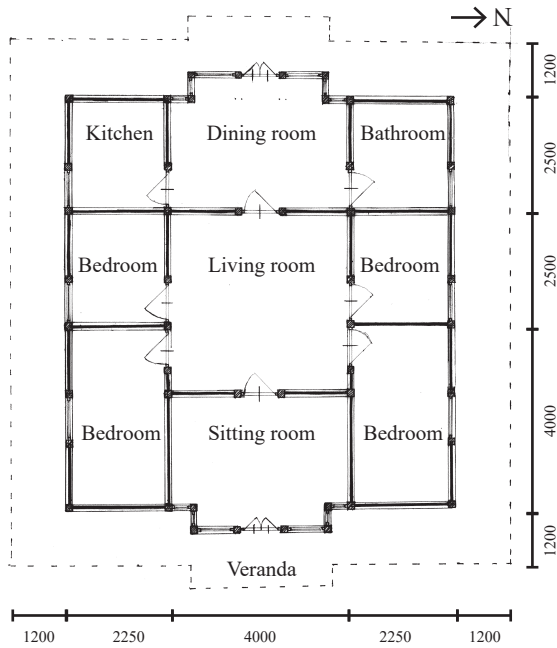 N
Kitchen Dining room Bathroom
Bedroom Living room Bedroom
Bedroom Sitting room Bedroom
Veranda
1200
2500
2500
4000
1200
1200 2250 4000 2250 1200